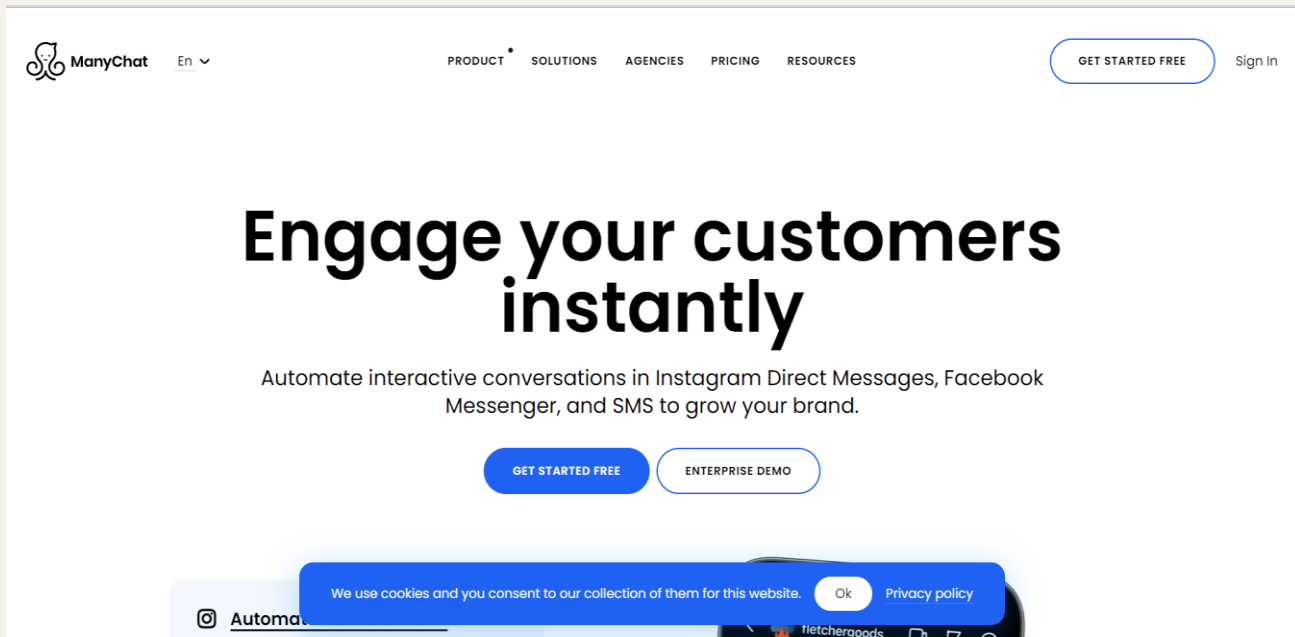 ManyChat
En
PRODUCT
SOLUTIONS
AGENCIES
PRICING
RESOURCES
GET STARTED FREE
Sign In
Engage your customers
instantly
Automate interactive conversations in Instagram Direct Messages, Facebook
Messenger, and SMS to grow your brand.
GET STARTED FREE
ENTERPRISE DEMO
We use cookies and you consent to our collection of them for this website.
Ok
Privacy policy
fletchergoods